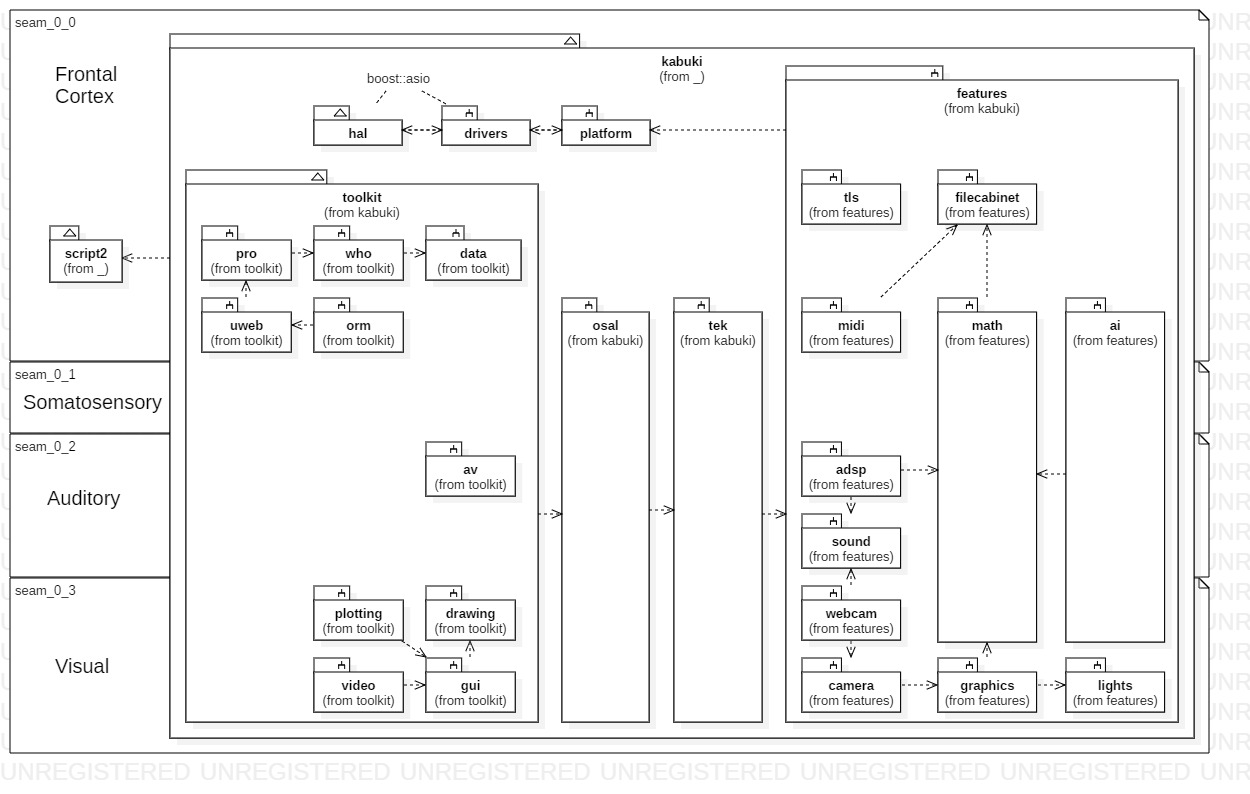 seam_0_0
Frontal
Cortex
kabuki
(from _)
boost::asio
hal
drivers
platform
features
(from kabuki)
toolkit
(from kabuki)
tls
(from features)
filecabinet
(from features)
script2
(from _)
pro
(from toolkit)
who
(from toolkit)
data
(from toolkit)
uweb
(from toolkit)
orm
(from toolkit)
osal
(from kabuki)
tek
(from kabuki)
midi
(from features)
math
(from features)
ai
(from features)
seam_0_1
Somatosensory
seam_0_2
Auditory
av
(from toolkit)
adsp
(from features)
sound
(from features)
seam_0_3
Visual
plotting
(from toolkit)
drawing
(from toolkit)
webcam
(from features)
video
(from toolkit)
gui
(from toolkit)
camera
(from features)
graphics
(from features)
lights
(from features)
UNREGISTERED UNREGISTERED UNREGISTERED UNREGISTERED UNREGISTERED UNREGISTERED UNR